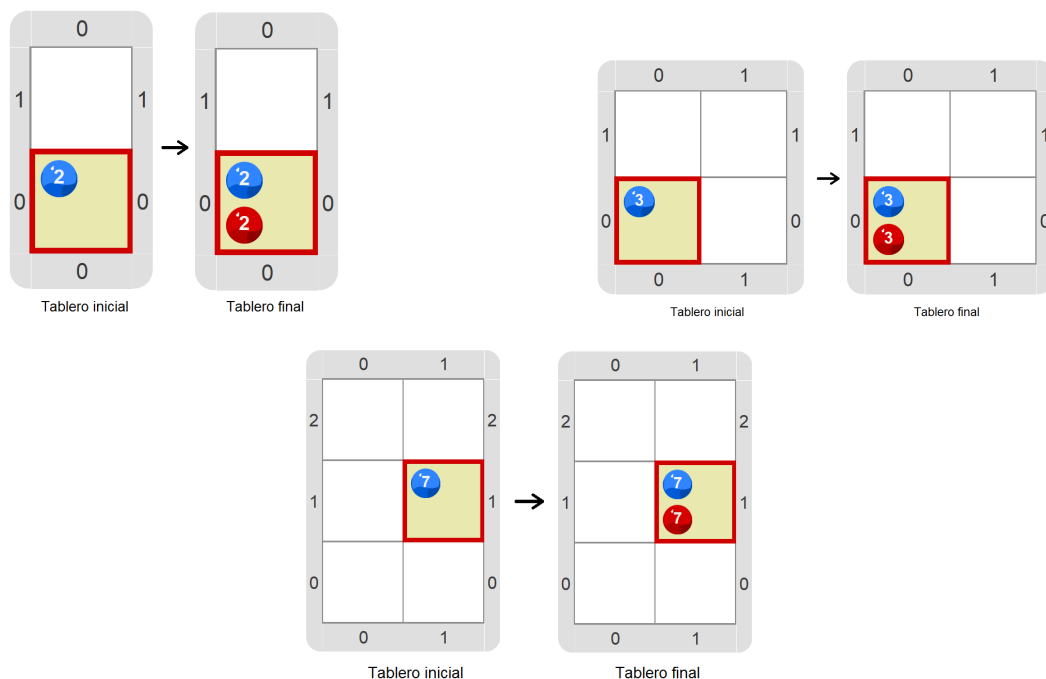 0 0
1 1 1 1
2 2
0 0 0 2 0
0 0
Tablero inicial Tablero final
0 1 0 1
1 1 1 1
3 3
0 0 0 3 0
0 1 0 1
Tablero inicial Tablero final
0 1 0 1
2 2 2 2
7 7
1 1 1 7 1
0 0 0 0
0 1 0 1
Tablero inicial Tablero final